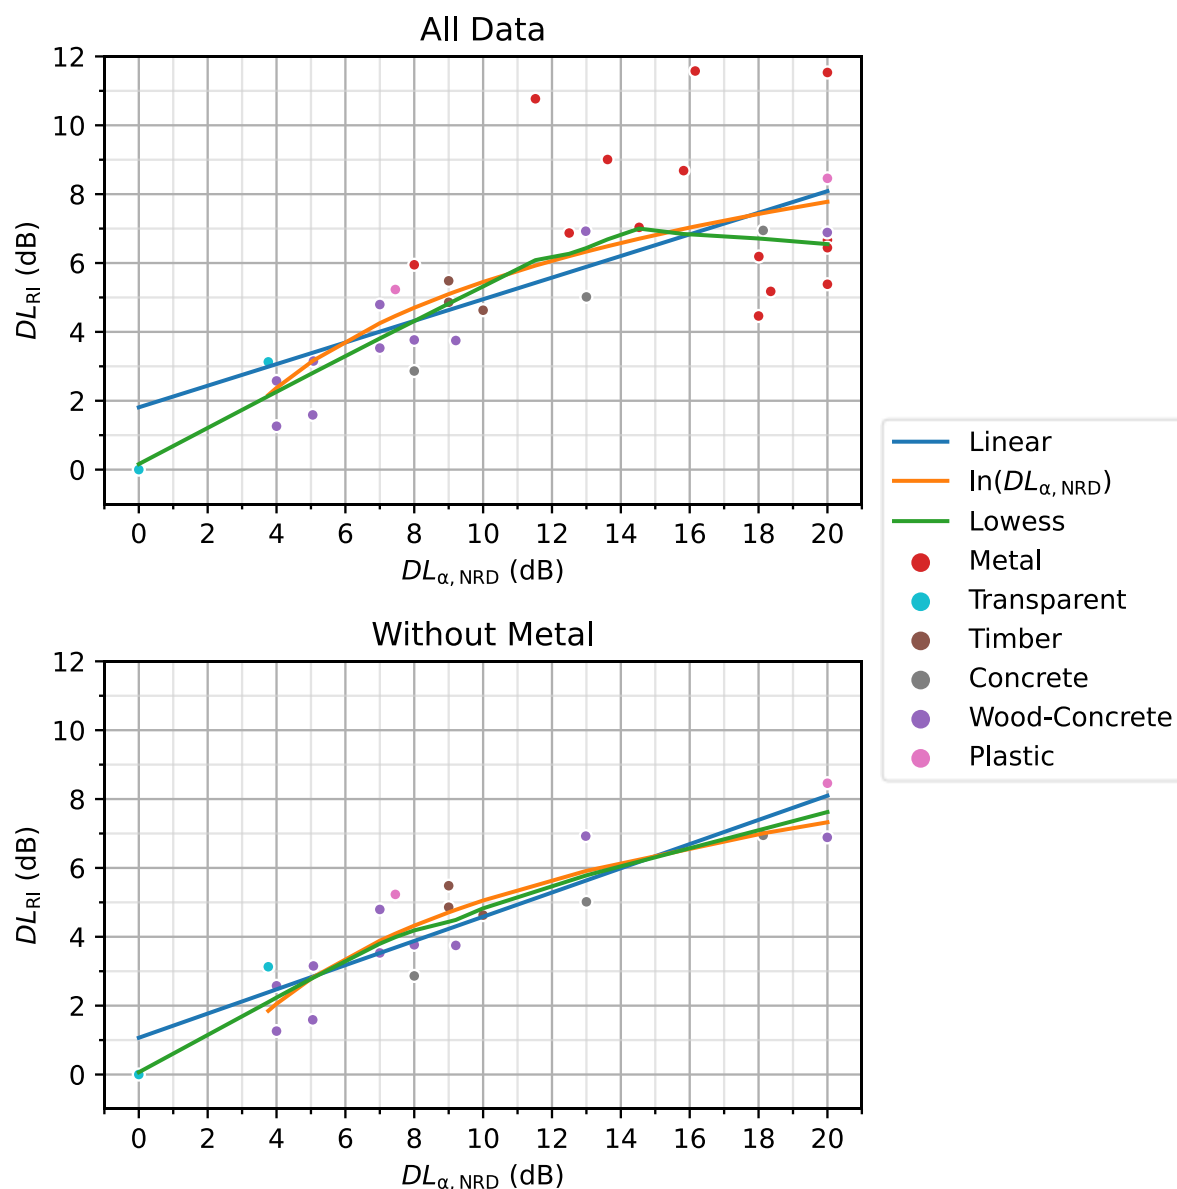 All Data
12
10
8
6
4
2
0
DL_RI (dB)
0 2 4 6 8 10 12 14 16 18 20
DL_α, NRD (dB)
Linear
ln(DL_α, NRD)
Lowess
Metal
Transparent
Timber
Concrete
Wood-Concrete
Plastic
Without Metal
12
10
8
6
4
2
0
DL_RI (dB)
0 2 4 6 8 10 12 14 16 18 20
DL_α, NRD (dB)